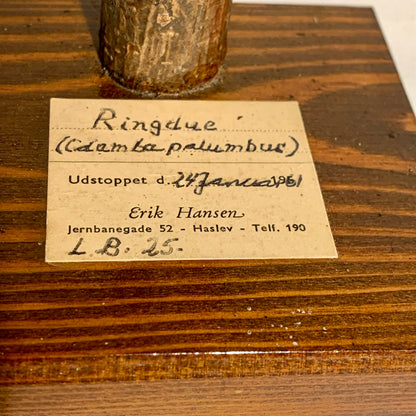 Ringdue
(Columba palumbus)
Udstoppet d. 24 Januar 1961
Erik Hansen
Jernbanegade 52 - Haslev - Telf. 190
L. B. 25.